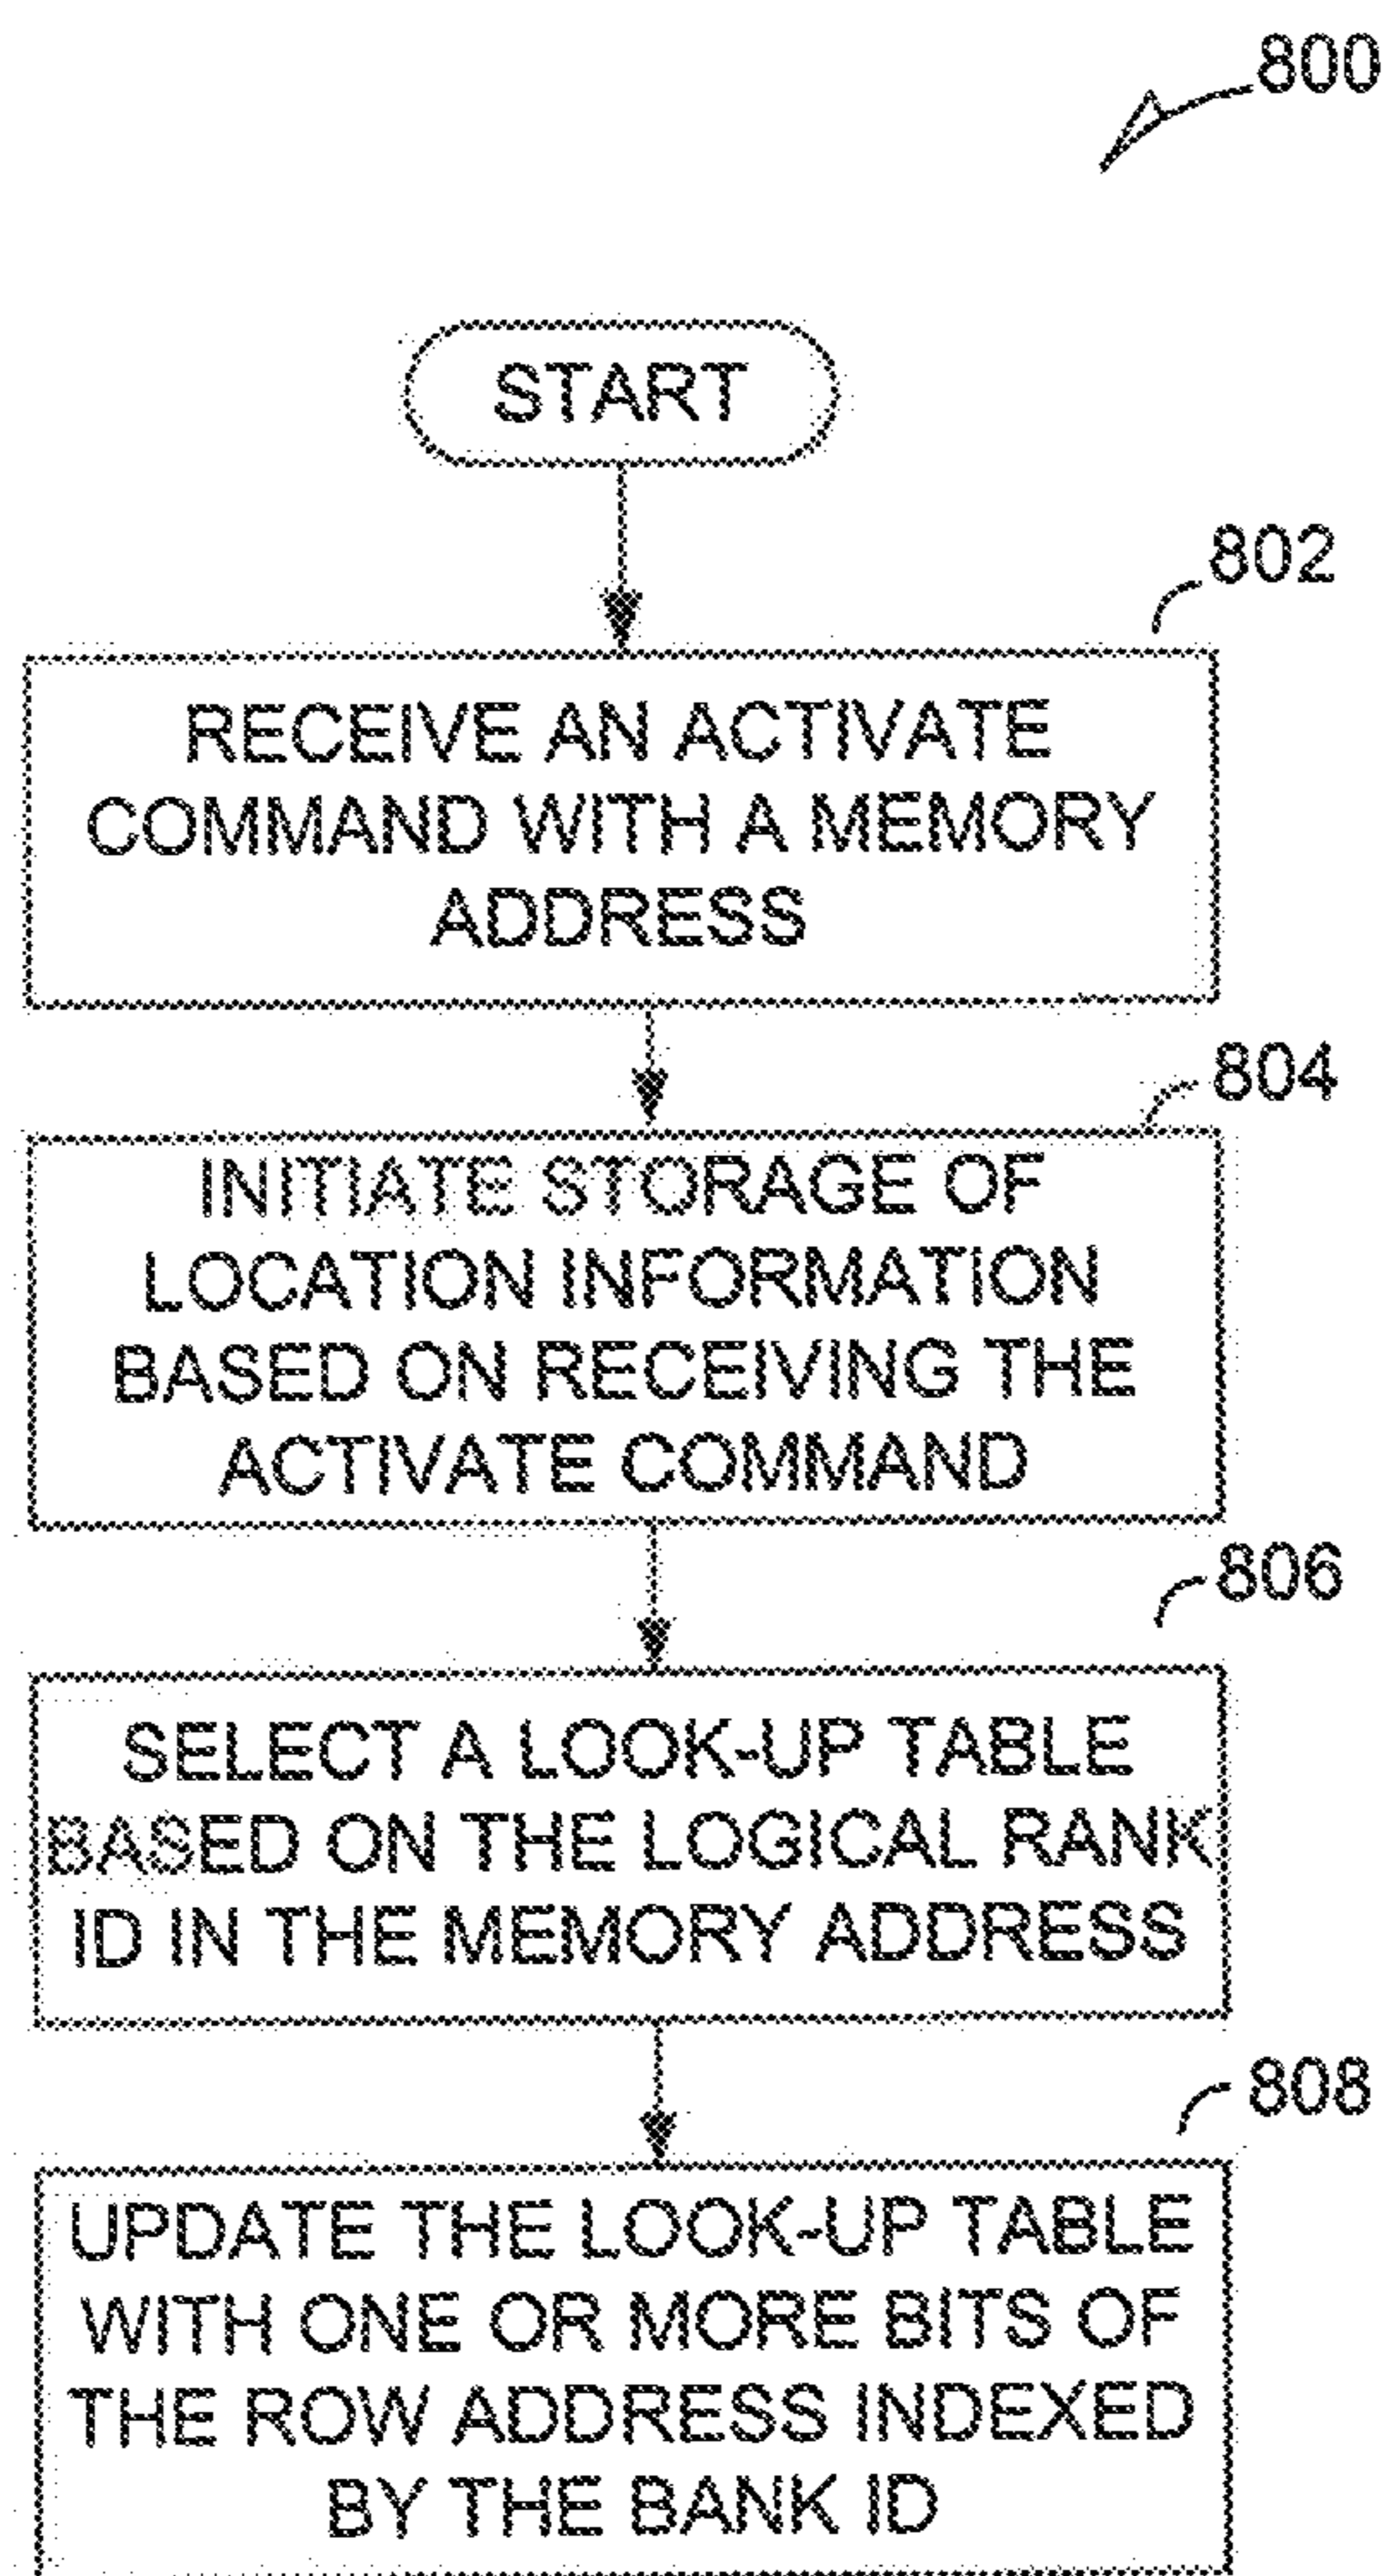 800
START
802
RECEIVE AN ACTIVATE
COMMAND WITH A MEMORY
ADDRESS
804
INITIATE STORAGE OF
LOCATION INFORMATION
BASED ON RECEIVING THE
ACTIVATE COMMAND
806
SELECT A LOOK-UP TABLE
BASED ON THE LOGICAL RANK
ID IN THE MEMORY ADDRESS
808
UPDATE THE LOOK-UP TABLE
WITH ONE OR MORE BITS OF
THE ROW ADDRESS INDEXED
BY THE BANK ID